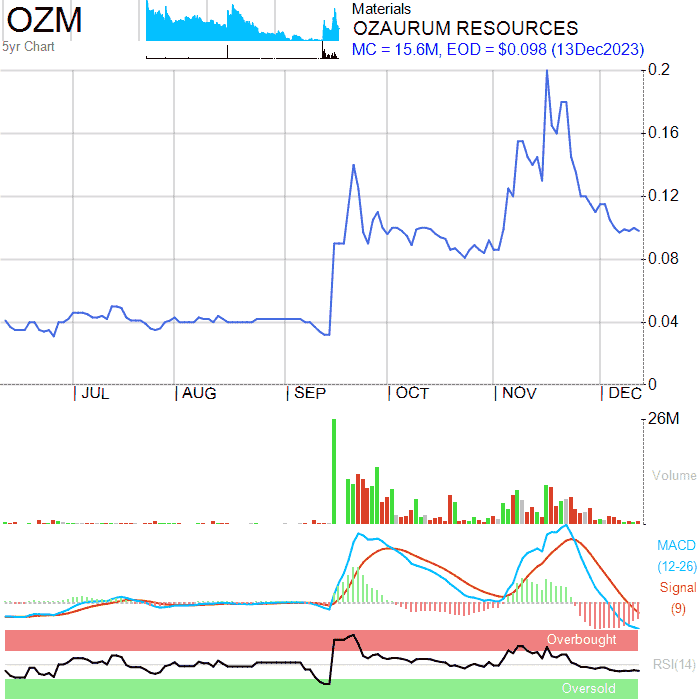 OZM
5yr Chart
Materials
OZAURUM RESOURCES
MC = 15.6M, EOD = $0.098 (13Dec2023)
0.2
0.16
0.12
0.08
0.04
0
JUL AUG SEP OCT NOV DEC
26M
Volume
MACD
(12-26)
Signal
(9)
Overbought
RSI(14)
Oversold